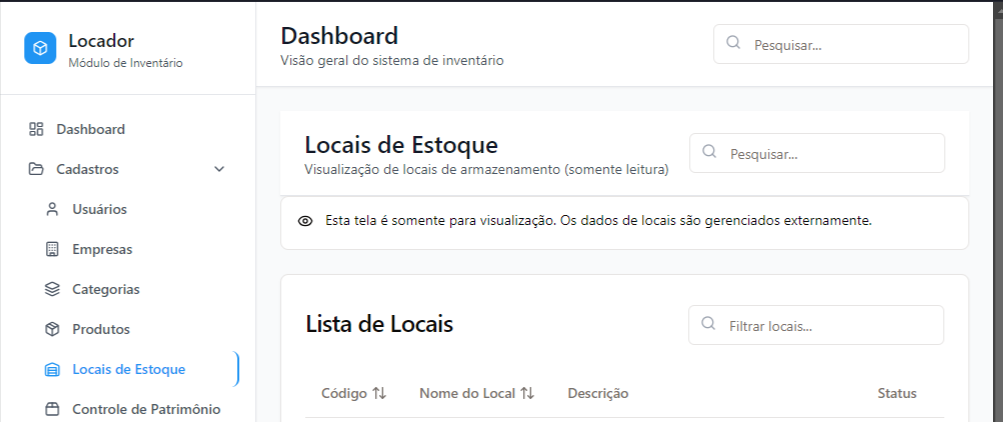 Locador
Módulo de Inventário
Dashboard
Cadastros
Usuários
Empresas
Categorias
Produtos
Locais de Estoque
Controle de Patrimônio
Dashboard
Visão geral do sistema de inventário
Pesquisar...
Locais de Estoque
Visualização de locais de armazenamento (somente leitura)
Pesquisar...
Esta tela é somente para visualização. Os dados de locais são gerenciados externamente.
Lista de Locais
Filtrar locais...
Código Nome do Local Descrição Status